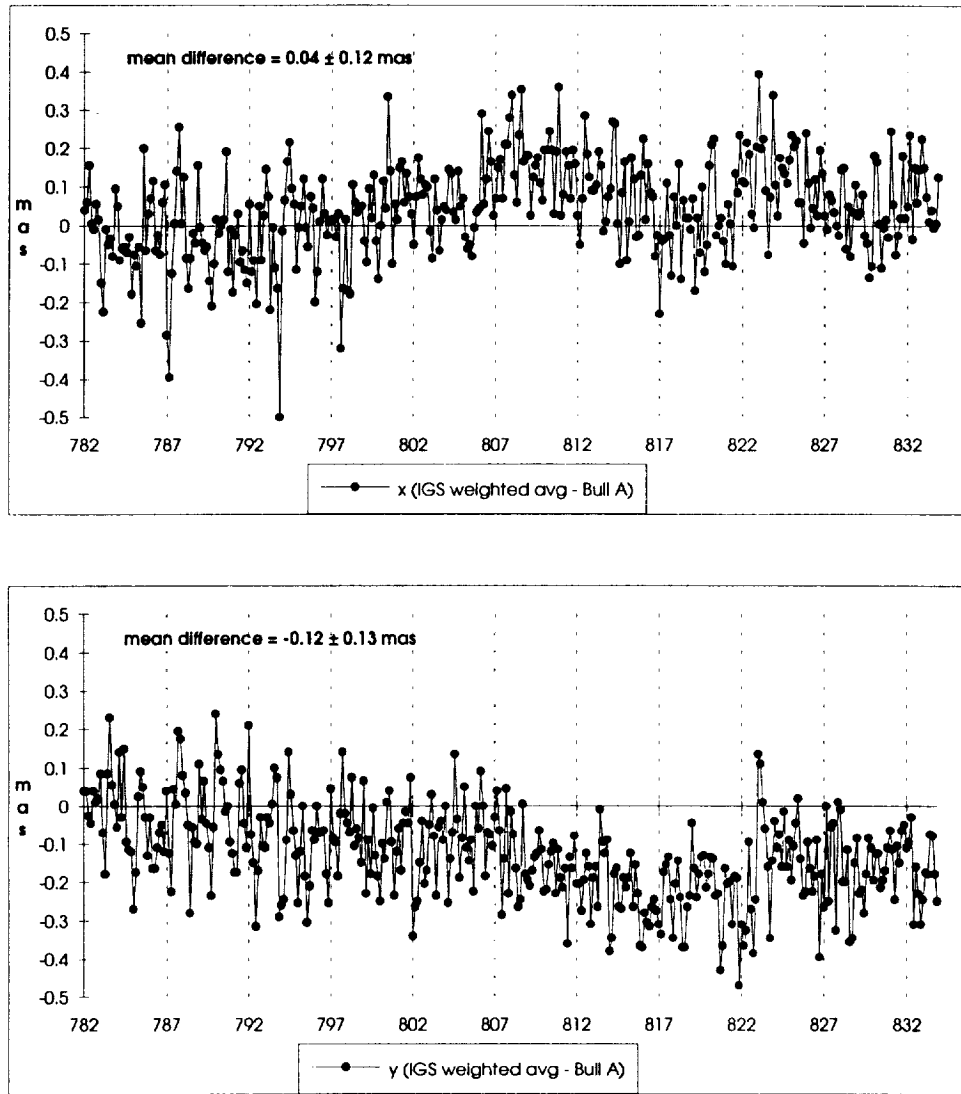 0.5
mean difference = 0.04 ± 0.12 mas
0.4
0.3
0.2
0.1
0
-0.1
-0.2
-0.3
-0.4
-0.5
m
a
s
782 787 792 797 802 807 812 817 822 827 832
x (IGS weighted avg - Bull A)
0.5
mean difference = -0.12 ± 0.13 mas
0.4
0.3
0.2
0.1
0
-0.1
-0.2
-0.3
-0.4
-0.5
m
a
s
782 787 792 797 802 807 812 817 822 827 832
y (IGS weighted avg - Bull A)